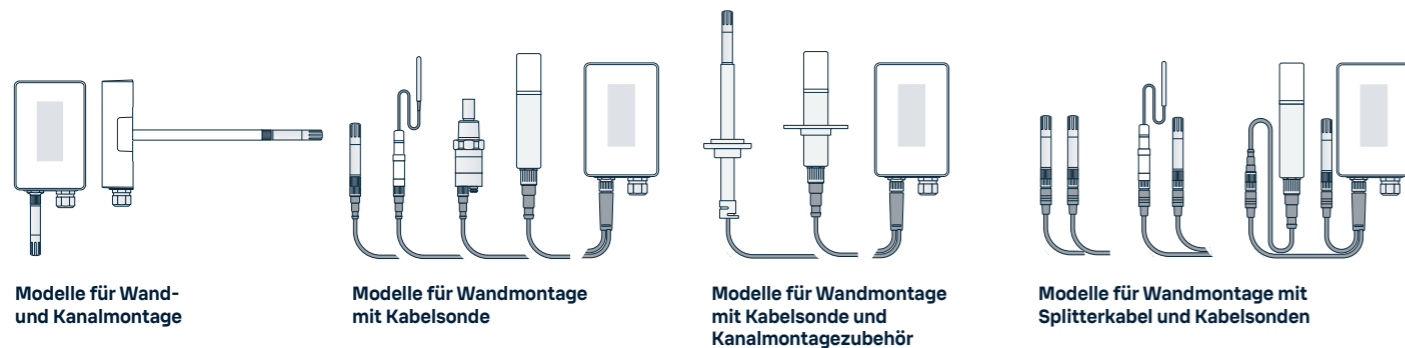 Modelle für Wand-
und Kanalmontage
Modelle für Wandmontage
mit Kabelsonde
Modelle für Wandmontage
mit Kabelsonde und
Kanalmontagezubehör
Modelle für Wandmontage mit
Splitterkabel und Kabelsonden